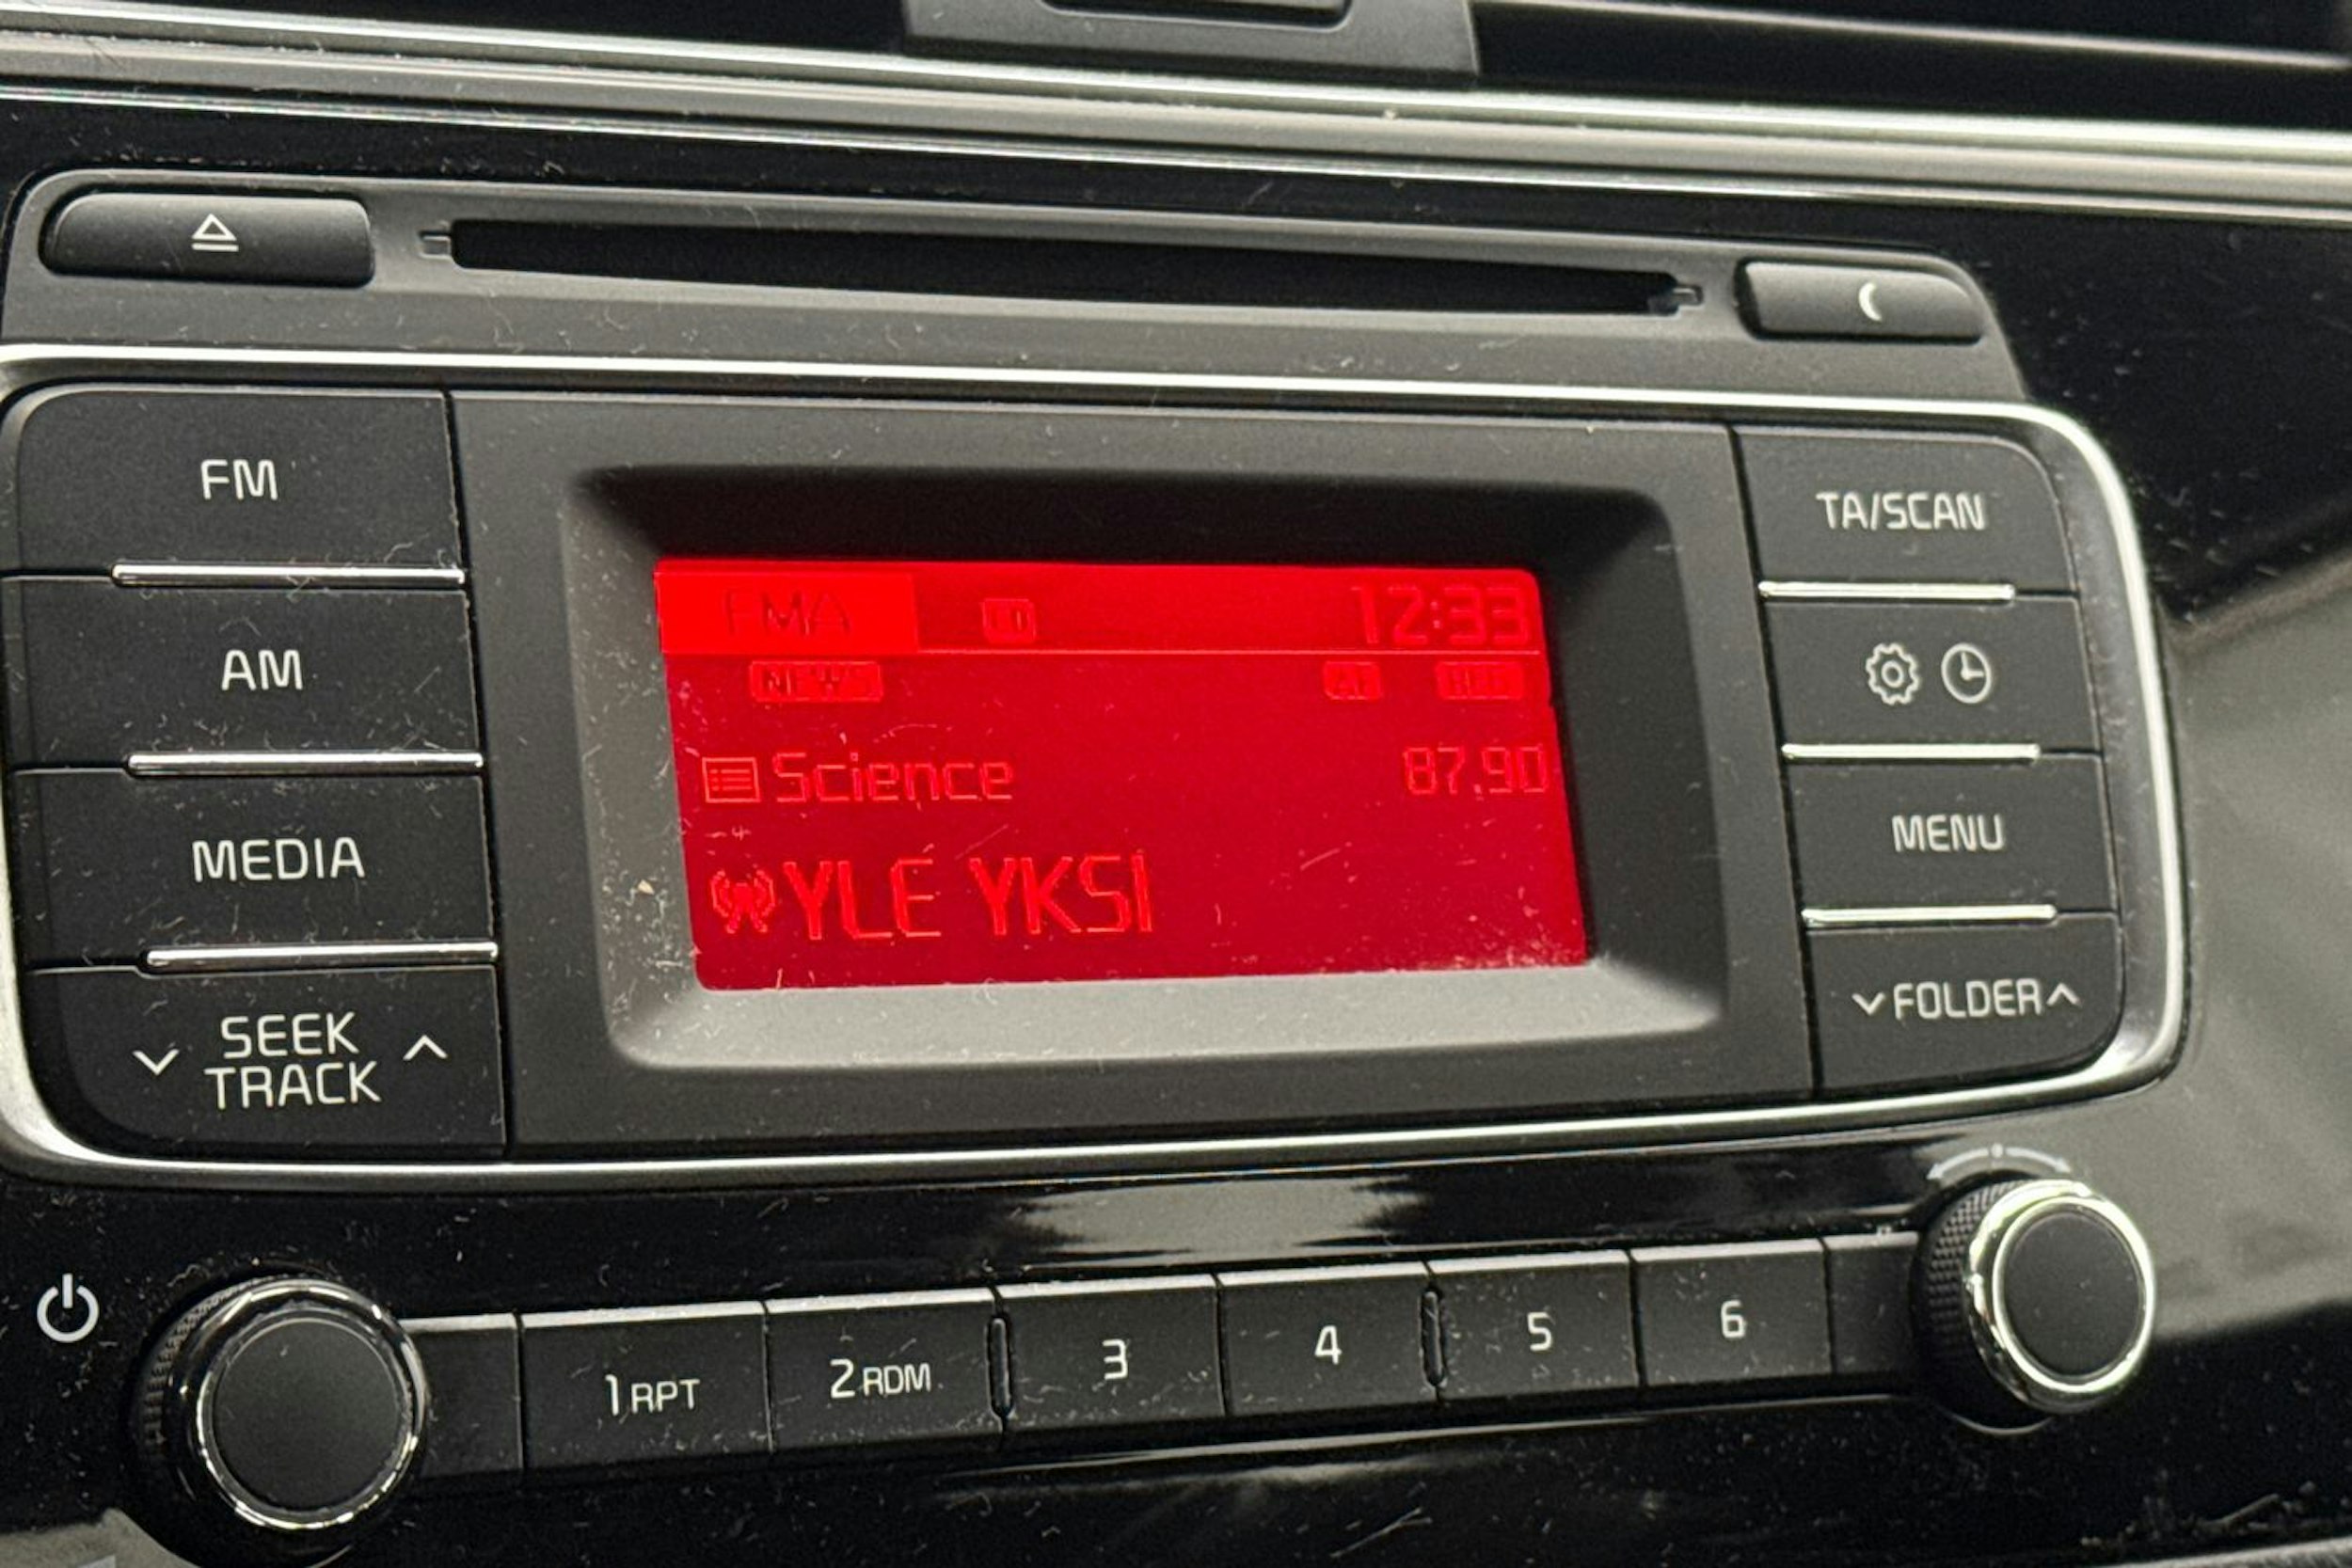 FM
AM
MEDIA
SEEK
TRACK
FMA
12:33
NEWS
AF
Science
87.90
YLE YKSI
TA/SCAN
MENU
FOLDER
1 RPT
2 RDM
3
4
5
6